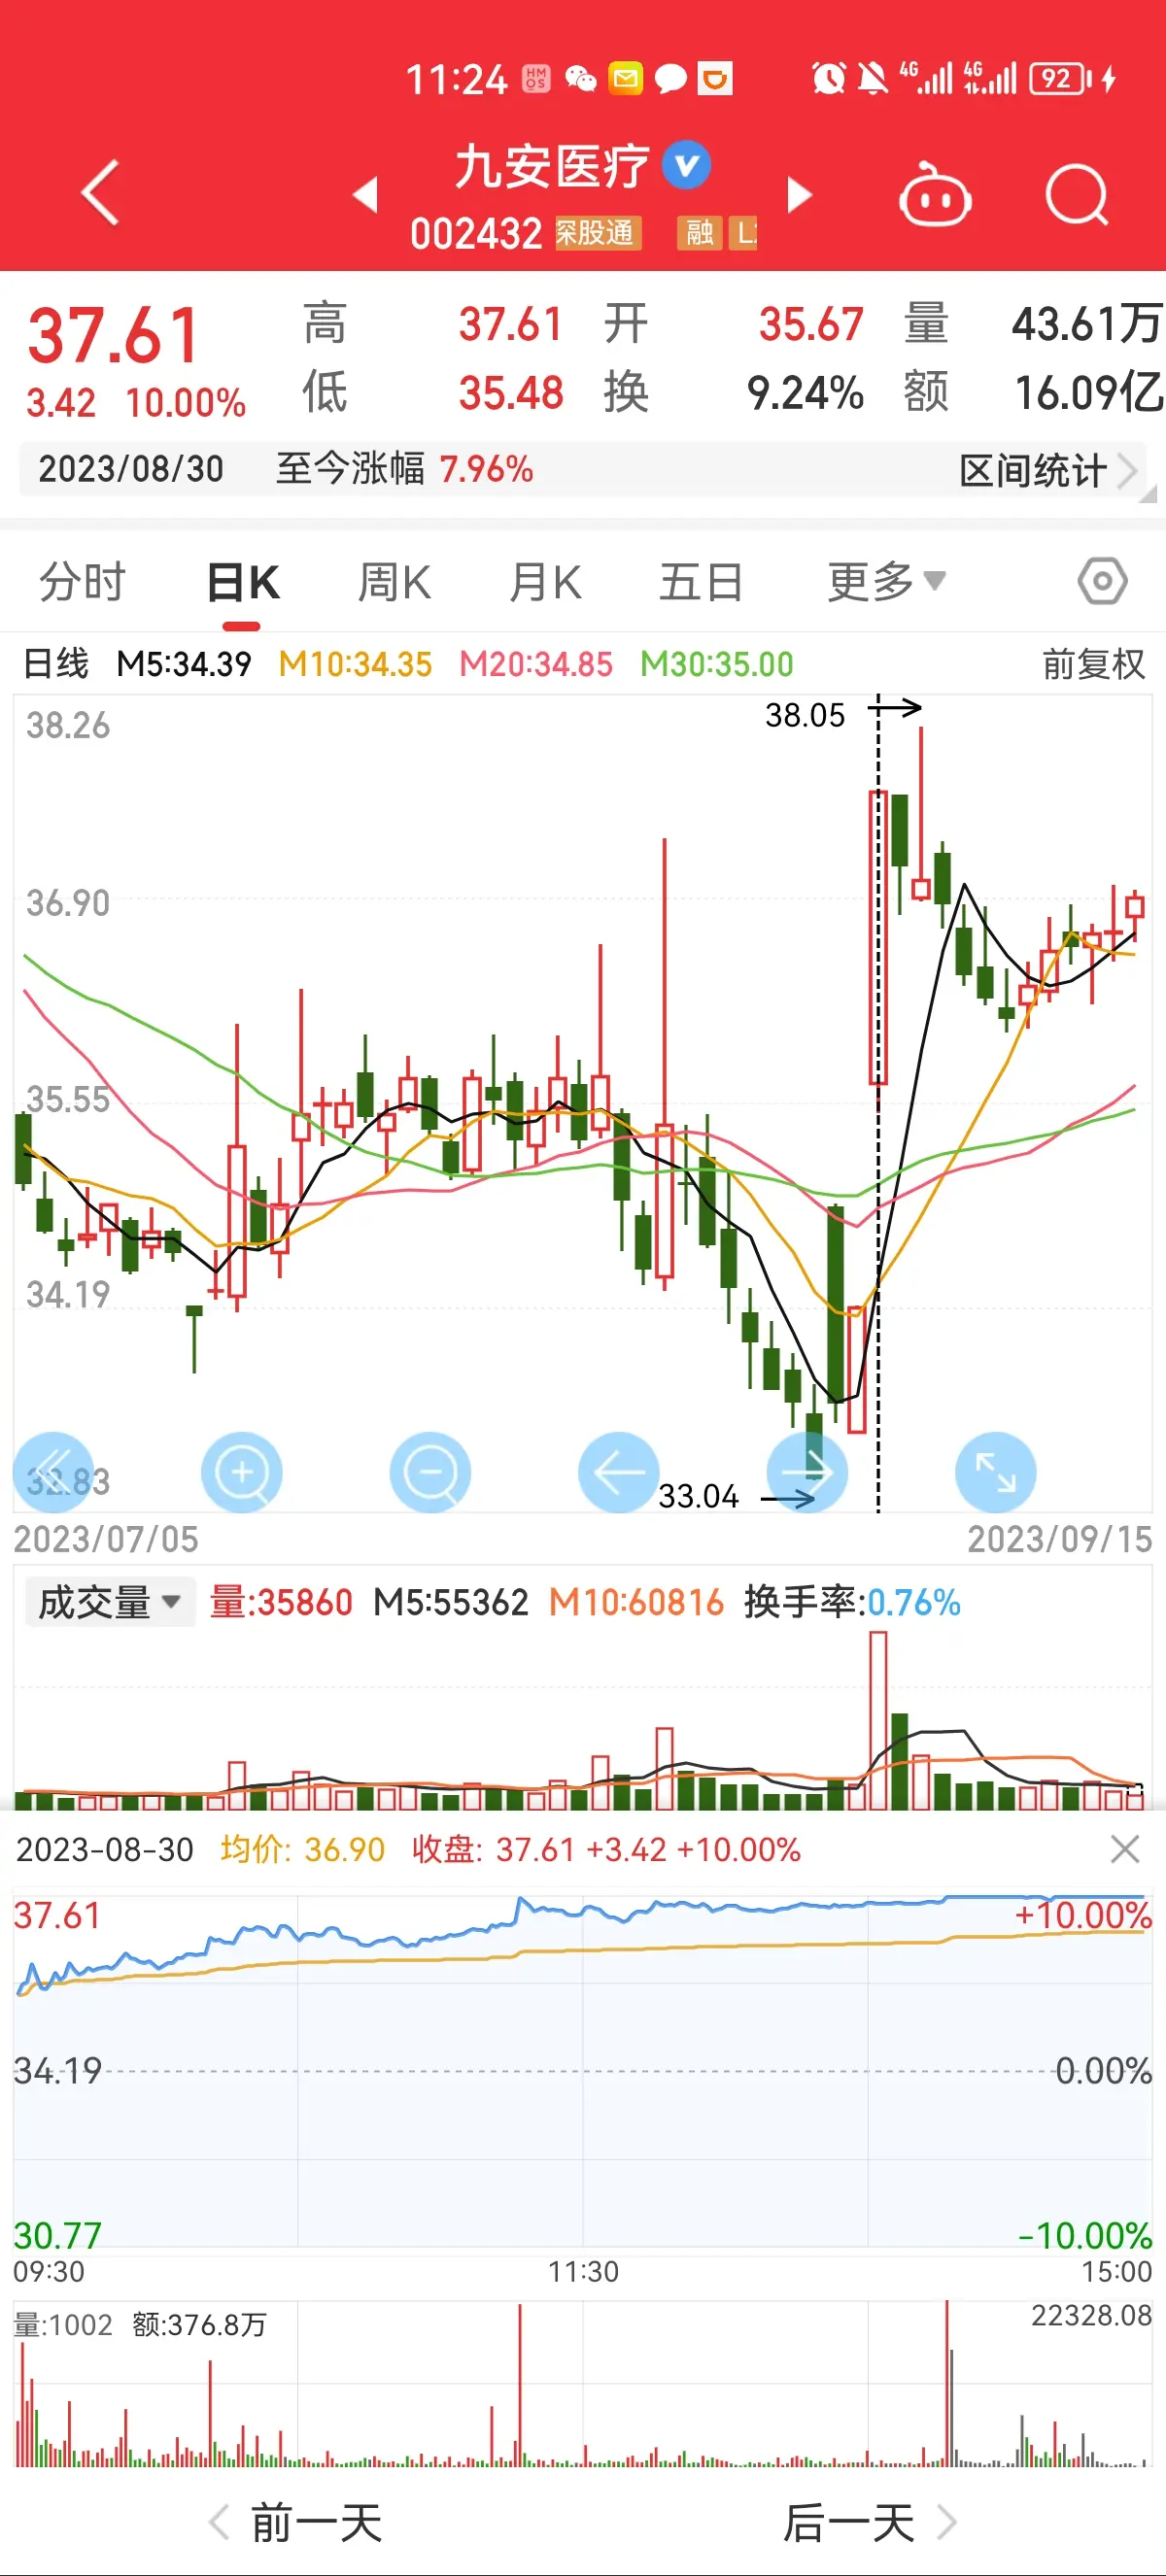 11:24 HM OS 4G 4G 92
九安医疗
002432 深股通 融
37.61 高 37.61 开 35.67 量 43.61万
3.42 10.00% 低 35.48 换 9.24% 额 16.09亿
2023/08/30 至今涨幅 7.96% 区间统计
分时 日K 周K 月K 五日 更多
日线 M5:34.39 M10:34.35 M20:34.85 M30:35.00 前复权
38.26 38.05
36.90
35.55
34.19
32.83 33.04
2023/07/05 2023/09/15
成交量 量:35860 M5:55362 M10:60816 换手率:0.76%
2023-08-30 均价: 36.90 收盘: 37.61 +3.42 +10.00%
37.61 +10.00%
34.19 0.00%
30.77 -10.00%
09:30 11:30 15:00
量:1002 额:376.8万 22328.08
前一天 后一天